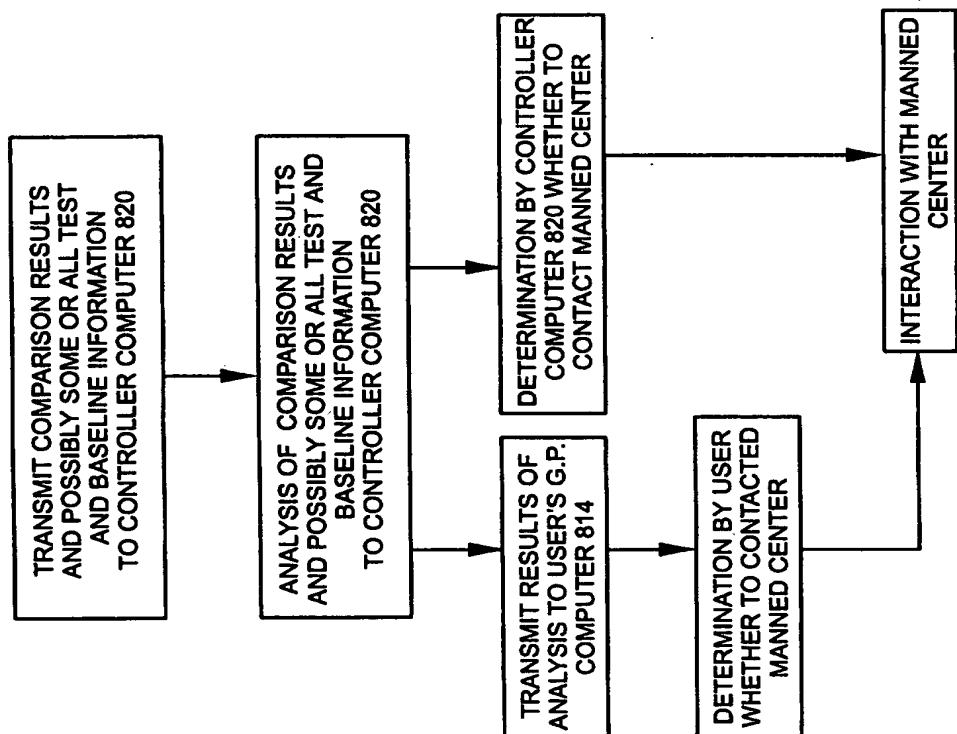 TRANSMIT COMPARISON RESULTS
AND POSSIBLY SOME OR ALL TEST
AND BASELINE INFORMATION
TO CONTROLLER COMPUTER 820
ANALYSIS OF COMPARISON RESULTS
AND POSSIBLY SOME OR ALL TEST AND
BASELINE INFORMATION
TO CONTROLLER COMPUTER 820
TRANSMIT RESULTS OF
ANALYSIS TO USER'S G.P.
COMPUTER 814
DETERMINATION BY CONTROLLER
COMPUTER 820 WHETHER TO
CONTACT MANNED CENTER
DETERMINATION BY USER
WHETHER TO CONTACTED
MANNED CENTER
INTERACTION WITH MANNED
CENTER